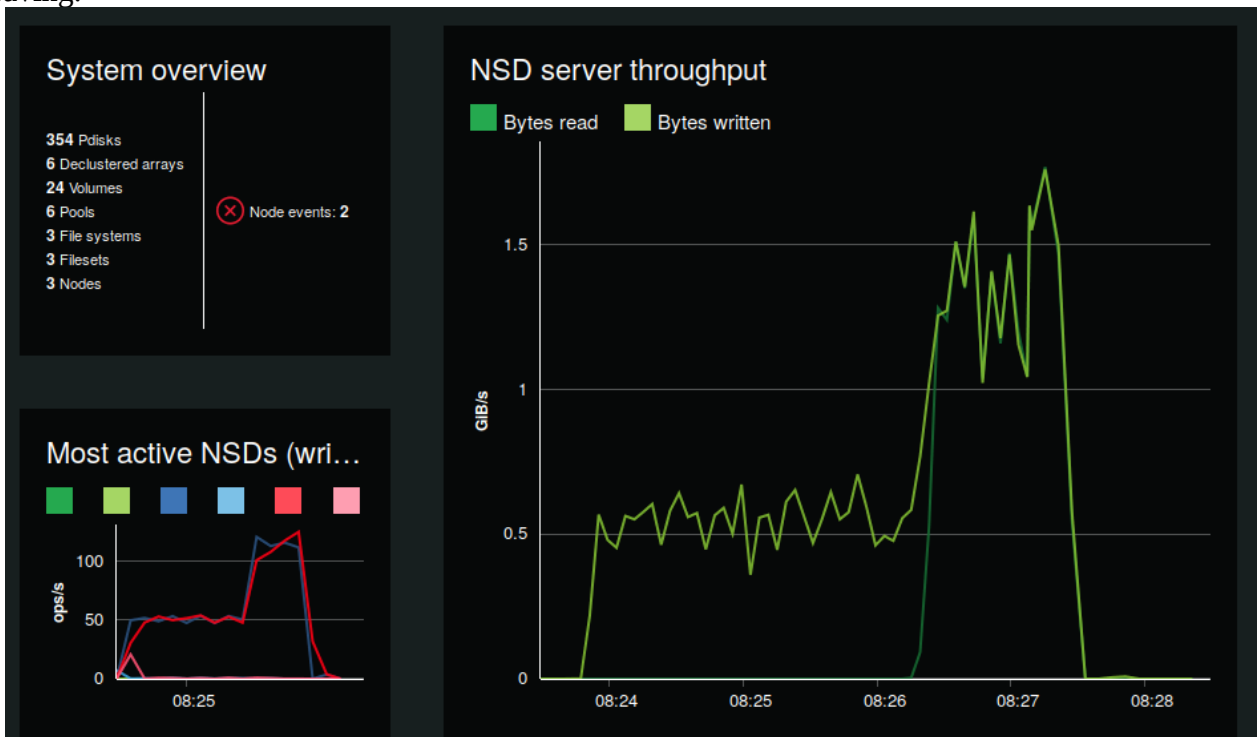 System overview
354 Pdisks
6 Declustered arrays
24 Volumes
6 Pools
3 File systems
3 Filesets
3 Nodes
Node events: 2
Most active NSDs (wri…
ops/s
100
50
0
08:25
NSD server throughput
Bytes read
Bytes written
GiB/s
1.5
1
0.5
0
08:24
08:25
08:26
08:27
08:28